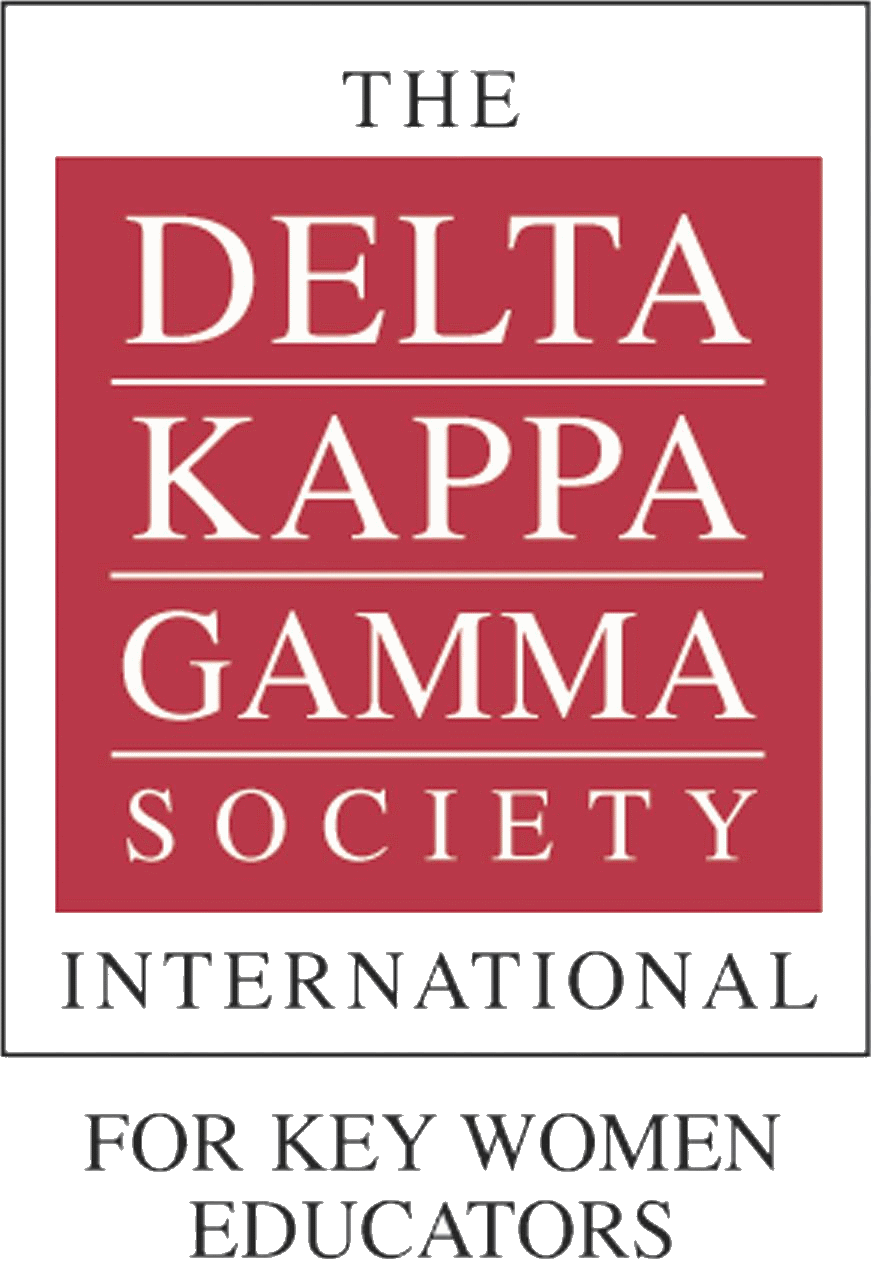 THE
DELTA
KAPPA
GAMMA
SOCIETY
INTERNATIONAL
FOR KEY WOMEN
EDUCATORS